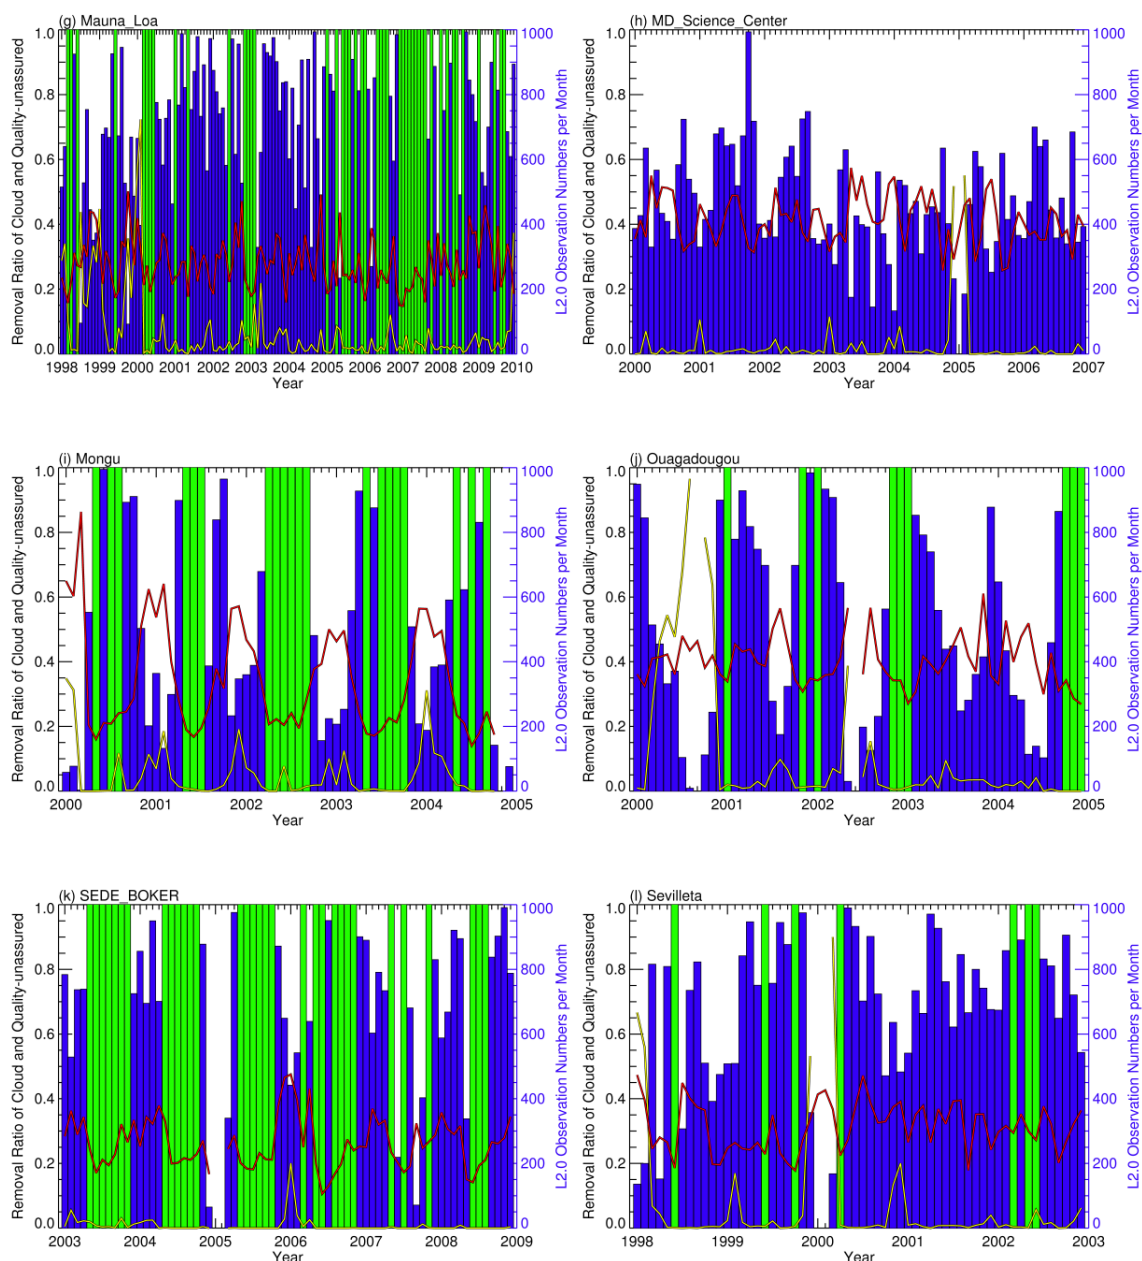 (g) Mauna_Loa
Removal Ratio of Cloud and Quality-unassured
1.0
0.8
0.6
0.4
0.2
0.0
1998 1999 2000 2001 2002 2003 2004 2005 2006 2007 2008 2009 2010
Year
1000
800
600
400
200
0
L2.0 Observation Numbers per Month
(h) MD_Science_Center
Removal Ratio of Cloud and Quality-unassured
1.0
0.8
0.6
0.4
0.2
0.0
2000 2001 2002 2003 2004 2005 2006 2007
Year
1000
800
600
400
200
0
L2.0 Observation Numbers per Month
(i) Mongu
Removal Ratio of Cloud and Quality-unassured
1.0
0.8
0.6
0.4
0.2
0.0
2000 2001 2002 2003 2004 2005
Year
1000
800
600
400
200
0
L2.0 Observation Numbers per Month
(j) Ouagadougou
Removal Ratio of Cloud and Quality-unassured
1.0
0.8
0.6
0.4
0.2
0.0
2000 2001 2002 2003 2004 2005
Year
1000
800
600
400
200
0
L2.0 Observation Numbers per Month
(k) SEDE_BOKER
Removal Ratio of Cloud and Quality-unassured
1.0
0.8
0.6
0.4
0.2
0.0
2003 2004 2005 2006 2007 2008 2009
Year
1000
800
600
400
200
0
L2.0 Observation Numbers per Month
(l) Sevilleta
Removal Ratio of Cloud and Quality-unassured
1.0
0.8
0.6
0.4
0.2
0.0
1998 1999 2000 2001 2002 2003
Year
1000
800
600
400
200
0
L2.0 Observation Numbers per Month